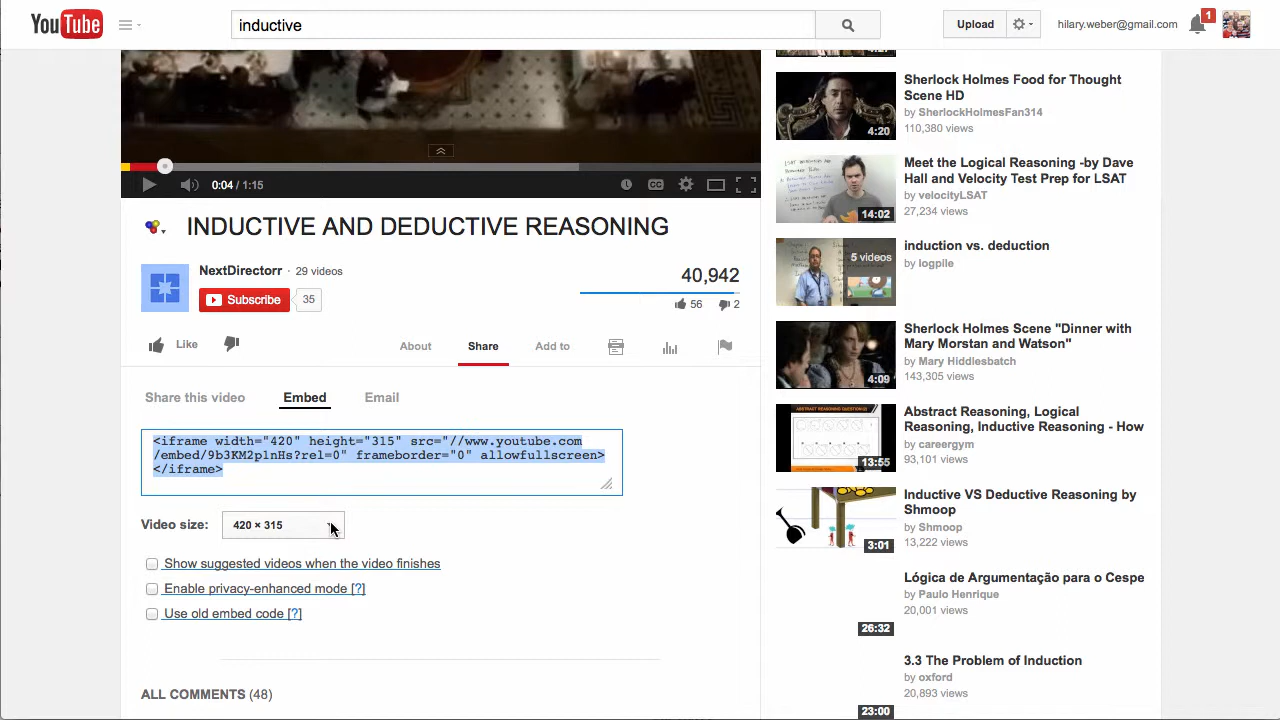 YouTube
inductive
Upload
hilary.weber@gmail.com
1
0:04 / 1:15
CC
INDUCTIVE AND DEDUCTIVE REASONING
NextDirectorr · 29 videos
Subscribe
35
40,942
56
2
Like
About
Share
Add to
Share this video
Embed
Email
<iframe width="420" height="315" src="//www.youtube.com
/embed/9b3KM2plnHs?rel=0" frameborder="0" allowfullscreen>
</iframe>
Video size:
420 × 315
Show suggested videos when the video finishes
Enable privacy-enhanced mode [?]
Use old embed code [?]
ALL COMMENTS (48)
Sherlock Holmes Food for Thought
Scene HD
by SherlockHolmesFan314
110,380 views
4:20
Meet the Logical Reasoning -by Dave
Hall and Velocity Test Prep for LSAT
by velocityLSAT
27,234 views
14:02
induction vs. deduction
by logpile
5 videos
Sherlock Holmes Scene "Dinner with
Mary Morstan and Watson"
by Mary Hiddlesbatch
143,305 views
4:09
Abstract Reasoning, Logical
Reasoning, Inductive Reasoning - How
by careergym
93,101 views
ABSTRACT REASONING QUESTION (2)
13:55
Inductive VS Deductive Reasoning by
Shmoop
by Shmoop
13,222 views
3:01
Lógica de Argumentação para o Cespe
by Paulo Henrique
20,001 views
26:32
3.3 The Problem of Induction
by oxford
20,893 views
23:00